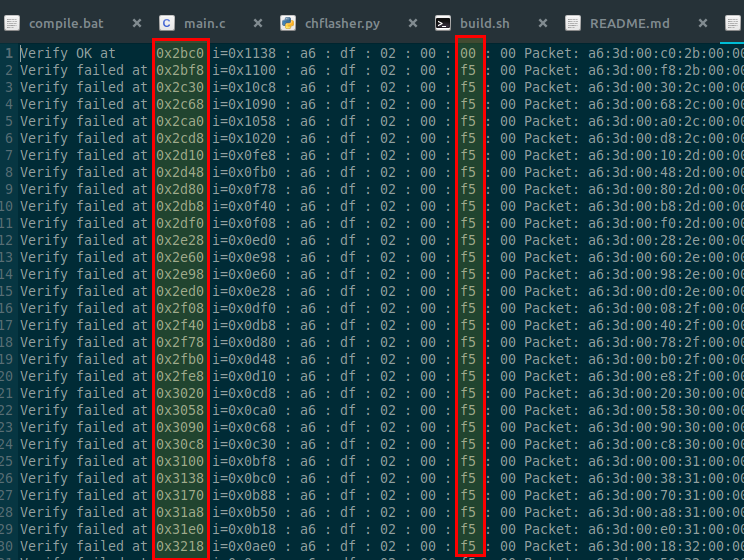 compile.bat × C main.c × chflasher.py × build.sh × README.md ×
1 Verify OK at 0x2bc0 i=0x1138 : a6 : df : 02 : 00 : 00 : 00 Packet: a6:3d:00:c0:2b:00:00
2 Verify failed at 0x2bf8 i=0x1100 : a6 : df : 02 : 00 : f5 : 00 Packet: a6:3d:00:f8:2b:00:00
3 Verify failed at 0x2c30 i=0x10c8 : a6 : df : 02 : 00 : f5 : 00 Packet: a6:3d:00:30:2c:00:00
4 Verify failed at 0x2c68 i=0x1090 : a6 : df : 02 : 00 : f5 : 00 Packet: a6:3d:00:68:2c:00:00
5 Verify failed at 0x2ca0 i=0x1058 : a6 : df : 02 : 00 : f5 : 00 Packet: a6:3d:00:a0:2c:00:00
6 Verify failed at 0x2cd8 i=0x1020 : a6 : df : 02 : 00 : f5 : 00 Packet: a6:3d:00:d8:2c:00:00
7 Verify failed at 0x2d10 i=0x0fe8 : a6 : df : 02 : 00 : f5 : 00 Packet: a6:3d:00:10:2d:00:00
8 Verify failed at 0x2d48 i=0x0fb0 : a6 : df : 02 : 00 : f5 : 00 Packet: a6:3d:00:48:2d:00:00
9 Verify failed at 0x2d80 i=0x0f78 : a6 : df : 02 : 00 : f5 : 00 Packet: a6:3d:00:80:2d:00:00
10 Verify failed at 0x2db8 i=0x0f40 : a6 : df : 02 : 00 : f5 : 00 Packet: a6:3d:00:b8:2d:00:00
11 Verify failed at 0x2df0 i=0x0f08 : a6 : df : 02 : 00 : f5 : 00 Packet: a6:3d:00:f0:2d:00:00
12 Verify failed at 0x2e28 i=0x0ed0 : a6 : df : 02 : 00 : f5 : 00 Packet: a6:3d:00:28:2e:00:00
13 Verify failed at 0x2e60 i=0x0e98 : a6 : df : 02 : 00 : f5 : 00 Packet: a6:3d:00:60:2e:00:00
14 Verify failed at 0x2e98 i=0x0e60 : a6 : df : 02 : 00 : f5 : 00 Packet: a6:3d:00:98:2e:00:00
15 Verify failed at 0x2ed0 i=0x0e28 : a6 : df : 02 : 00 : f5 : 00 Packet: a6:3d:00:d0:2e:00:00
16 Verify failed at 0x2f08 i=0x0df0 : a6 : df : 02 : 00 : f5 : 00 Packet: a6:3d:00:08:2f:00:00
17 Verify failed at 0x2f40 i=0x0db8 : a6 : df : 02 : 00 : f5 : 00 Packet: a6:3d:00:40:2f:00:00
18 Verify failed at 0x2f78 i=0x0d80 : a6 : df : 02 : 00 : f5 : 00 Packet: a6:3d:00:78:2f:00:00
19 Verify failed at 0x2fb0 i=0x0d48 : a6 : df : 02 : 00 : f5 : 00 Packet: a6:3d:00:b0:2f:00:00
20 Verify failed at 0x2fe8 i=0x0d10 : a6 : df : 02 : 00 : f5 : 00 Packet: a6:3d:00:e8:2f:00:00
21 Verify failed at 0x3020 i=0x0cd8 : a6 : df : 02 : 00 : f5 : 00 Packet: a6:3d:00:20:30:00:00
22 Verify failed at 0x3058 i=0x0ca0 : a6 : df : 02 : 00 : f5 : 00 Packet: a6:3d:00:58:30:00:00
23 Verify failed at 0x3090 i=0x0c68 : a6 : df : 02 : 00 : f5 : 00 Packet: a6:3d:00:90:30:00:00
24 Verify failed at 0x30c8 i=0x0c30 : a6 : df : 02 : 00 : f5 : 00 Packet: a6:3d:00:c8:30:00:00
25 Verify failed at 0x3100 i=0x0bf8 : a6 : df : 02 : 00 : f5 : 00 Packet: a6:3d:00:00:31:00:00
26 Verify failed at 0x3138 i=0x0bc0 : a6 : df : 02 : 00 : f5 : 00 Packet: a6:3d:00:38:31:00:00
27 Verify failed at 0x3170 i=0x0b88 : a6 : df : 02 : 00 : f5 : 00 Packet: a6:3d:00:70:31:00:00
28 Verify failed at 0x31a8 i=0x0b50 : a6 : df : 02 : 00 : f5 : 00 Packet: a6:3d:00:a8:31:00:00
29 Verify failed at 0x31e0 i=0x0b18 : a6 : df : 02 : 00 : f5 : 00 Packet: a6:3d:00:e0:31:00:00
30 Verify failed at 0x3218 i=0x0ae0 : a6 : df : 02 : 00 : f5 : 00 Packet: a6:3d:00:18:32:00:00